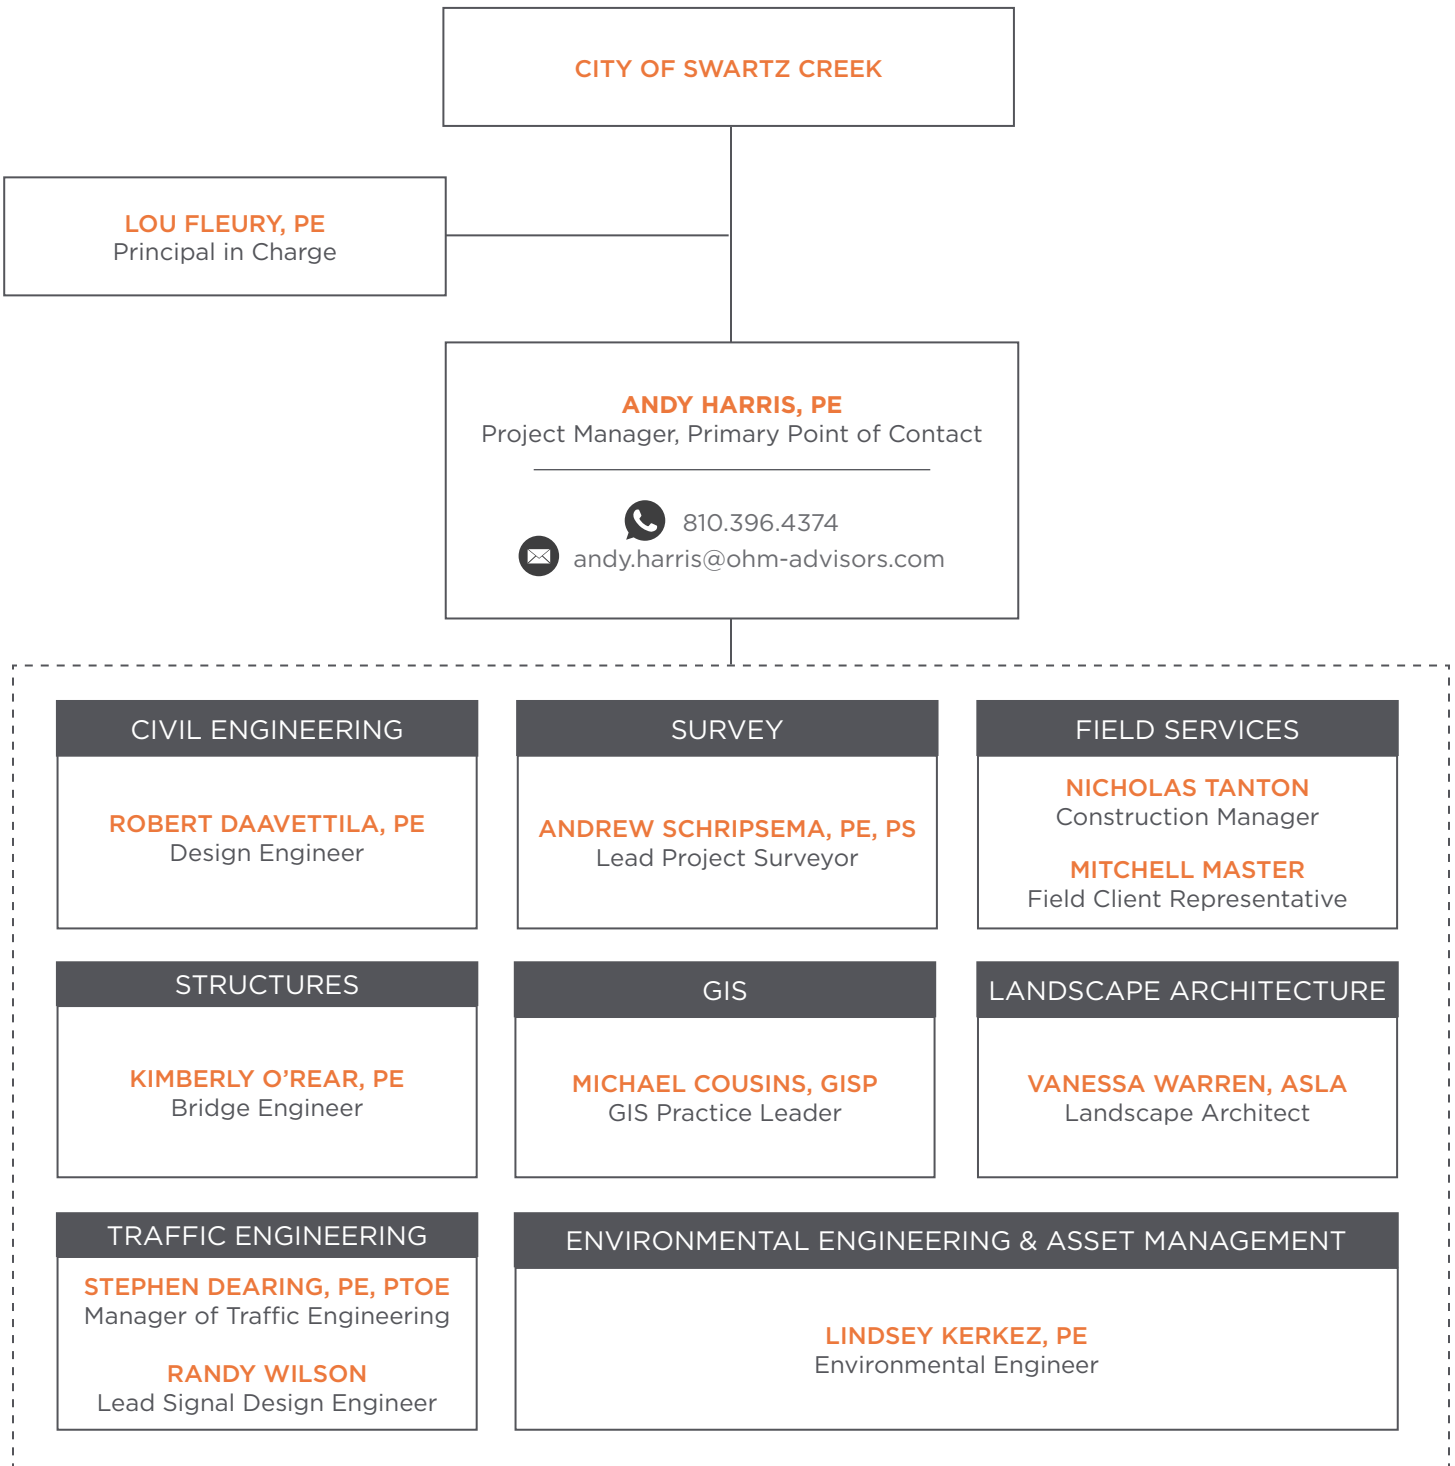 CITY OF SWARTZ CREEK
LOU FLEURY, PE
Principal in Charge
ANDY HARRIS, PE
Project Manager, Primary Point of Contact
810.396.4374
andy.harris@ohm-advisors.com
CIVIL ENGINEERING
ROBERT DAAVETTILA, PE
Design Engineer
SURVEY
ANDREW SCHRIPSEMA, PE, PS
Lead Project Surveyor
FIELD SERVICES
NICHOLAS TANTON
Construction Manager
MITCHELL MASTER
Field Client Representative
STRUCTURES
KIMBERLY O’REAR, PE
Bridge Engineer
GIS
MICHAEL COUSINS, GISP
GIS Practice Leader
LANDSCAPE ARCHITECTURE
VANESSA WARREN, ASLA
Landscape Architect
TRAFFIC ENGINEERING
STEPHEN DEARING, PE, PTOE
Manager of Traffic Engineering
RANDY WILSON
Lead Signal Design Engineer
ENVIRONMENTAL ENGINEERING & ASSET MANAGEMENT
LINDSEY KERKEZ, PE
Environmental Engineer